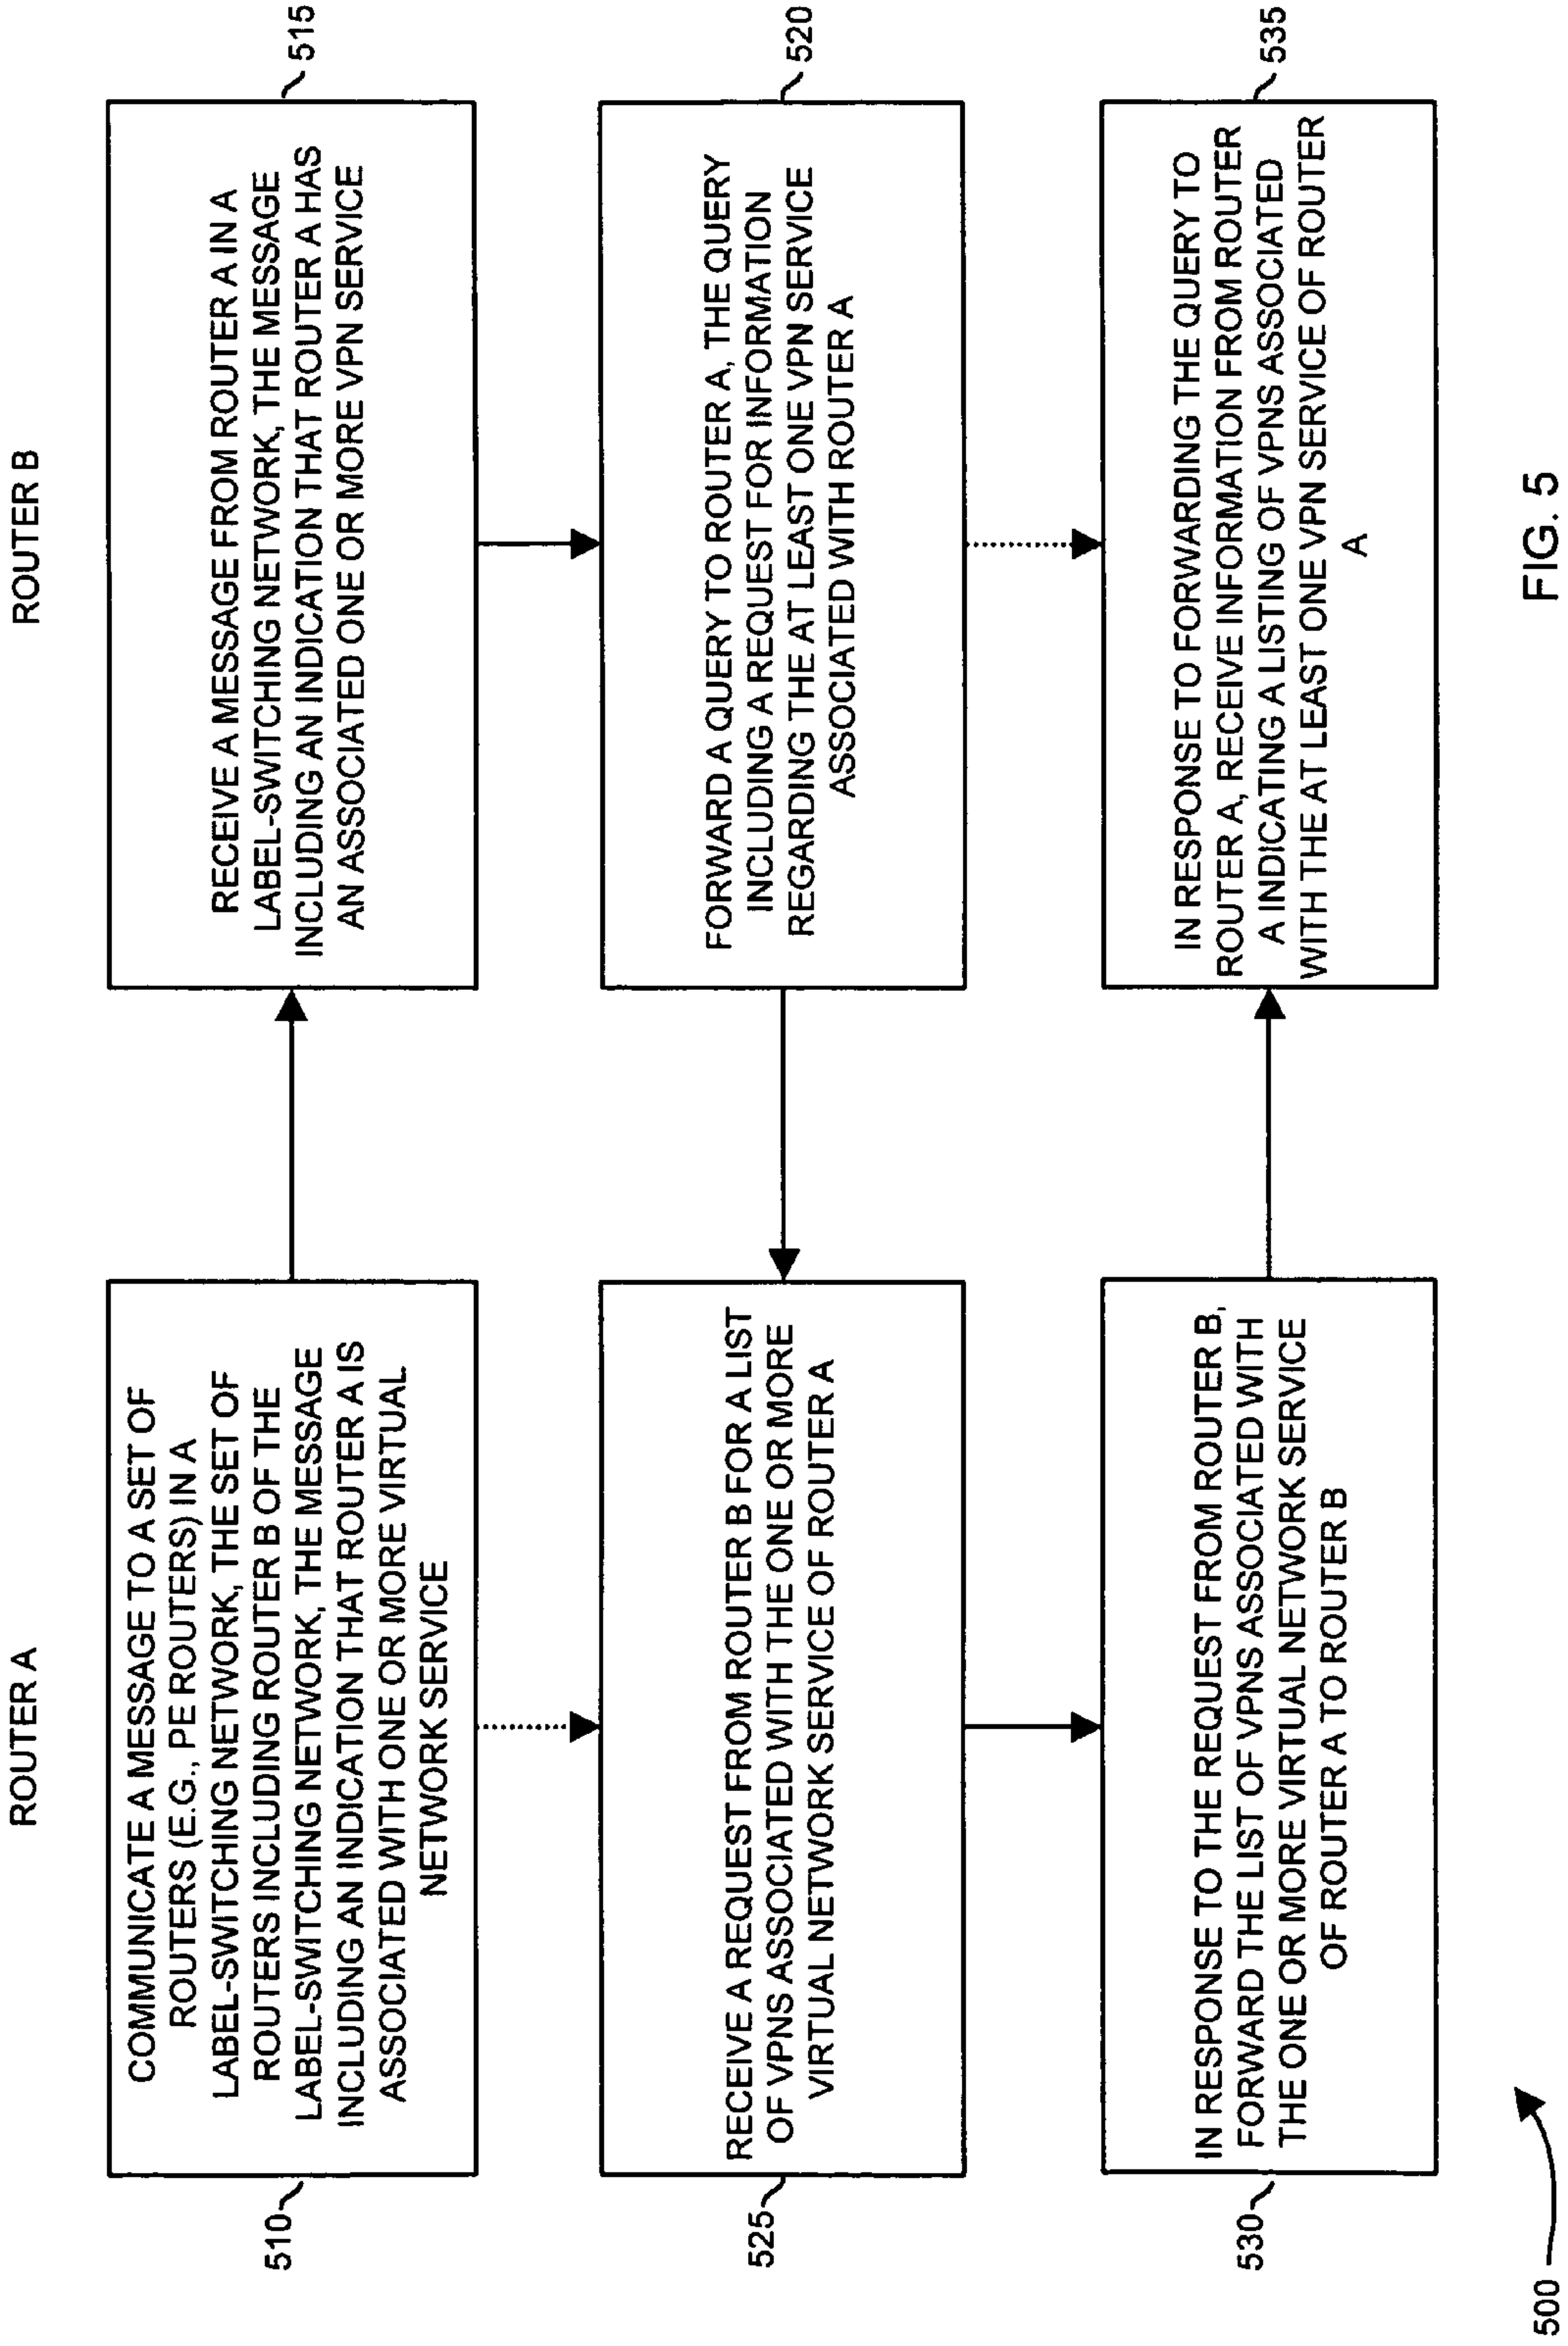 ROUTER A
ROUTER B
510
COMMUNICATE A MESSAGE TO A SET OF
ROUTERS (E.G., PE ROUTERS) IN A
LABEL-SWITCHING NETWORK, THE SET OF
ROUTERS INCLUDING ROUTER B OF THE
LABEL-SWITCHING NETWORK, THE MESSAGE
INCLUDING AN INDICATION THAT ROUTER A IS
ASSOCIATED WITH ONE OR MORE VIRTUAL
NETWORK SERVICE
RECEIVE A MESSAGE FROM ROUTER A IN A
LABEL-SWITCHING NETWORK, THE MESSAGE
INCLUDING AN INDICATION THAT ROUTER A HAS
AN ASSOCIATED ONE OR MORE VPN SERVICE
515
525
RECEIVE A REQUEST FROM ROUTER B FOR A LIST
OF VPNS ASSOCIATED WITH THE ONE OR MORE
VIRTUAL NETWORK SERVICE OF ROUTER A
FORWARD A QUERY TO ROUTER A, THE QUERY
INCLUDING A REQUEST FOR INFORMATION
REGARDING THE AT LEAST ONE VPN SERVICE
ASSOCIATED WITH ROUTER A
520
530
IN RESPONSE TO THE REQUEST FROM ROUTER B,
FORWARD THE LIST OF VPNS ASSOCIATED WITH
THE ONE OR MORE VIRTUAL NETWORK SERVICE
OF ROUTER A TO ROUTER B
IN RESPONSE TO FORWARDING THE QUERY TO
ROUTER A, RECEIVE INFORMATION FROM ROUTER
A INDICATING A LISTING OF VPNS ASSOCIATED
WITH THE AT LEAST ONE VPN SERVICE OF ROUTER
A
535
500
FIG. 5